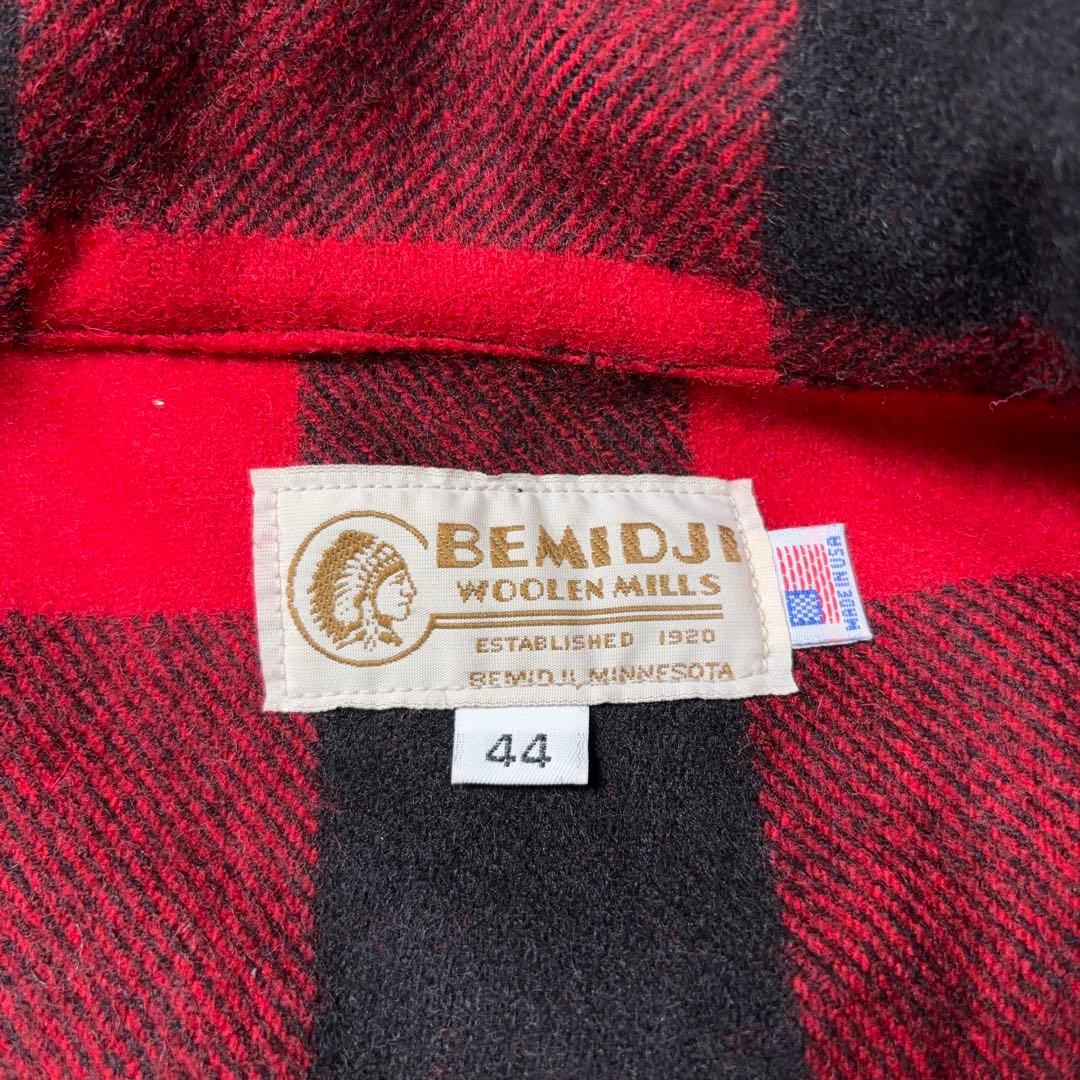 BEMIDJI
WOOLEN MILLS
ESTABLISHED 1920
BEMIDJI, MINNESOTA
MADE IN USA
44